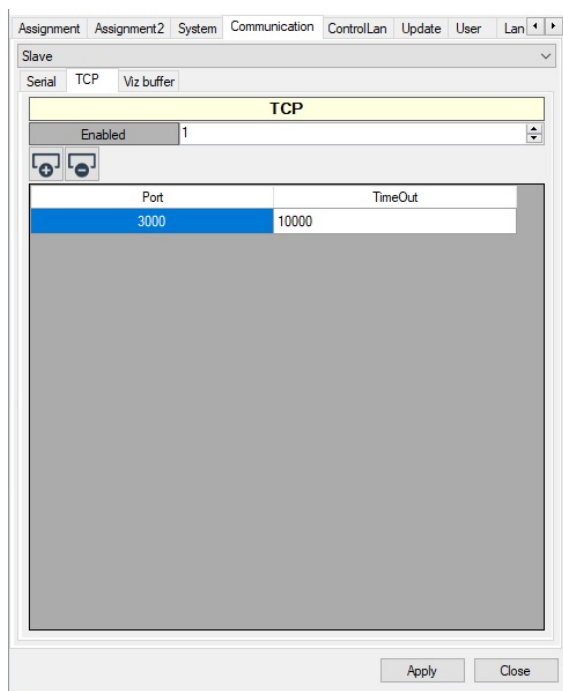 Assignment Assignment2 System Communication ControlLan Update User Lan
Slave
Serial TCP Viz buffer
TCP
Enabled 1
Port TimeOut
3000 10000
Apply Close